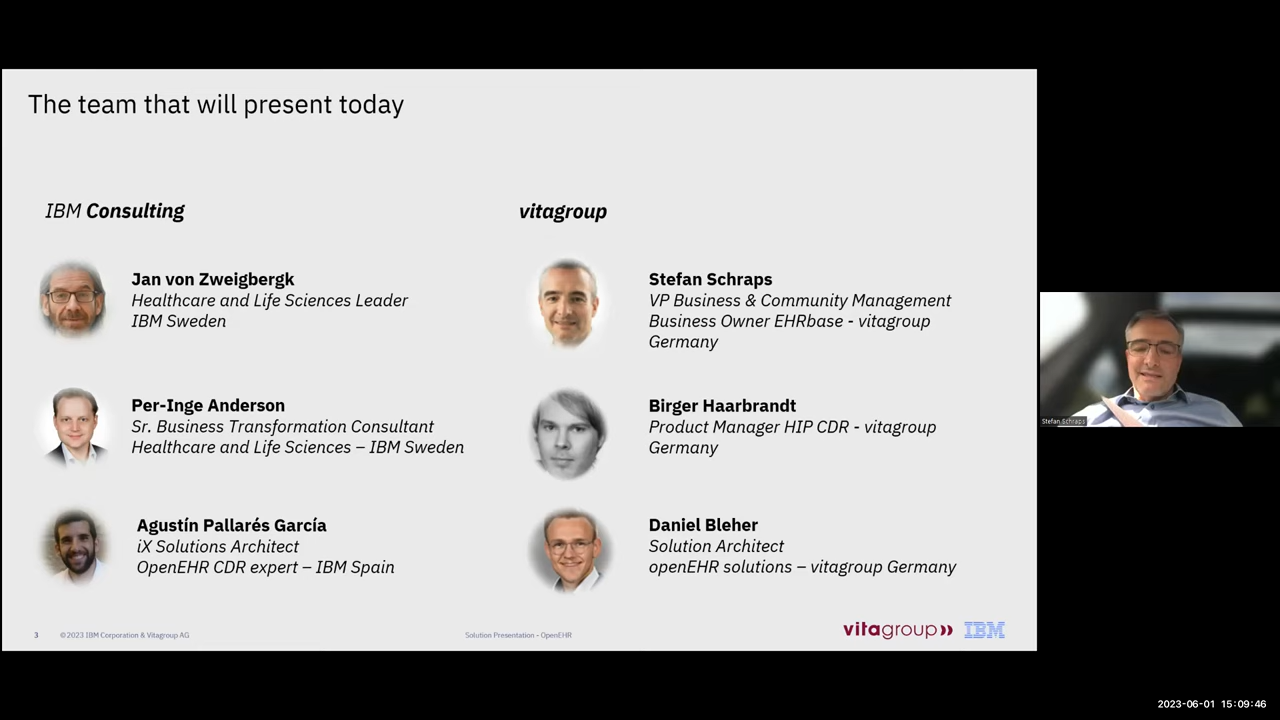 The team that will present today
IBM Consulting
Jan von Zweigbergk
Healthcare and Life Sciences Leader
IBM Sweden
Per-Inge Anderson
Sr. Business Transformation Consultant
Healthcare and Life Sciences – IBM Sweden
Agustín Pallarés García
iX Solutions Architect
OpenEHR CDR expert – IBM Spain
vitagroup
Stefan Schraps
VP Business & Community Management
Business Owner EHRbase - vitagroup
Germany
Birger Haarbrandt
Product Manager HIP CDR - vitagroup
Germany
Daniel Bleher
Solution Architect
openEHR solutions – vitagroup Germany
3
©2023 IBM Corporation & Vitagroup AG
Solution Presentation - OpenEHR
vitagroup
IBM
Stefan Schraps
2023-06-01 15:09:46